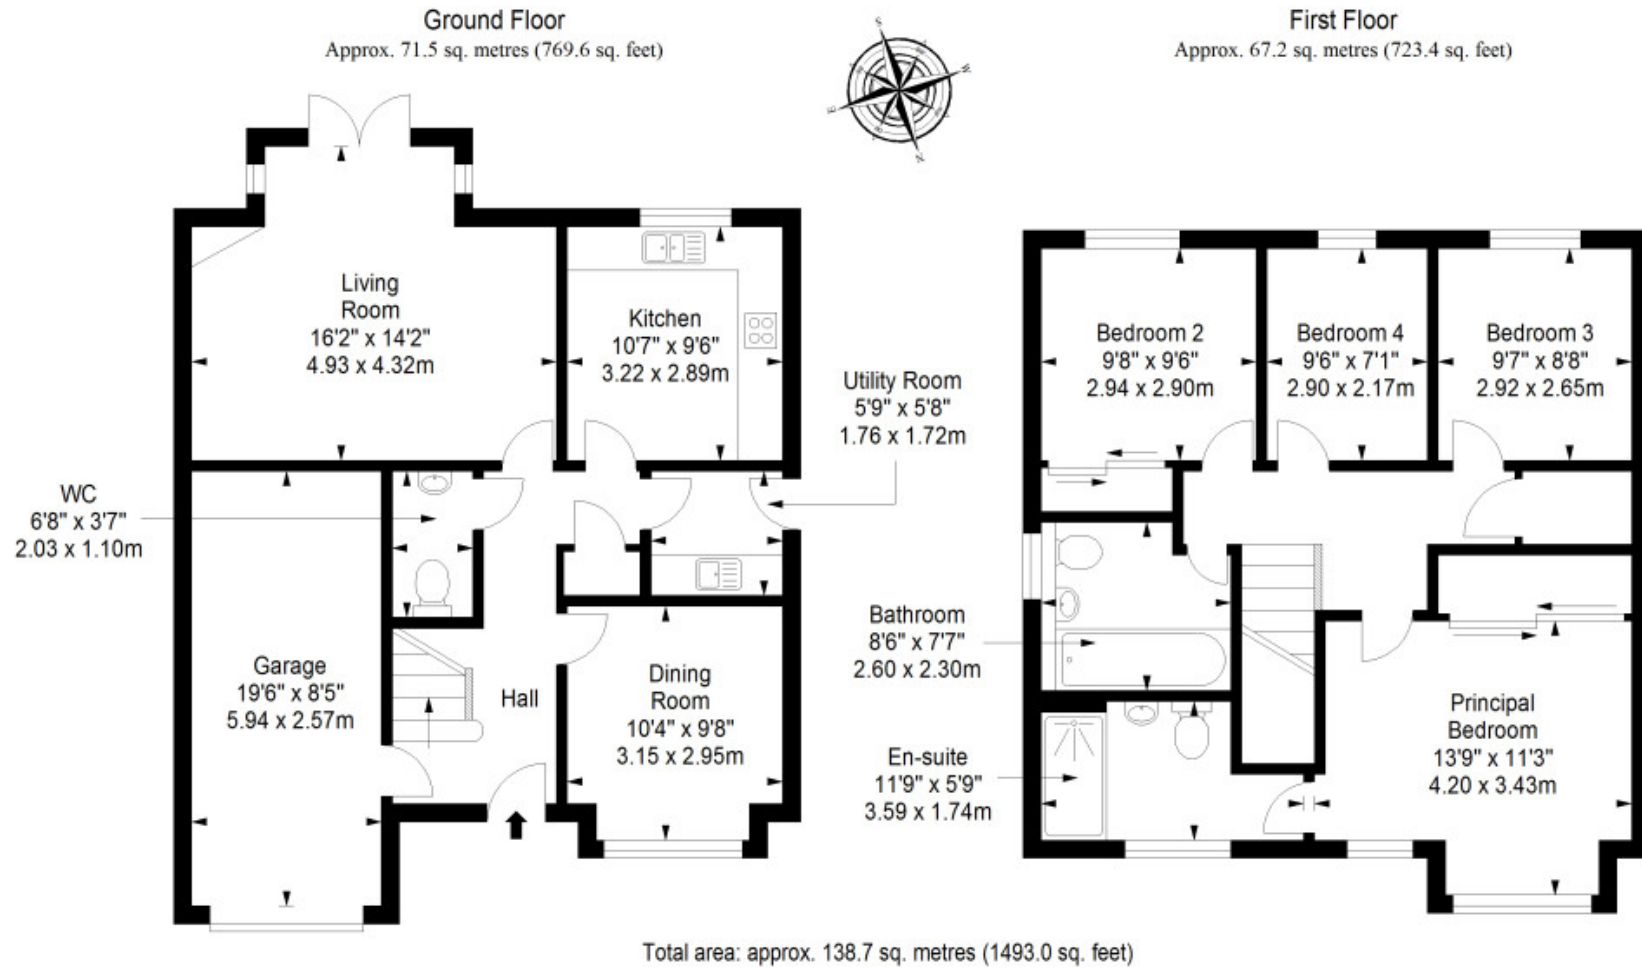 Ground Floor
Approx. 71.5 sq. metres (769.6 sq. feet)
First Floor
Approx. 67.2 sq. metres (723.4 sq. feet)
S
W
E
N
Living
Room
16'2" x 14'2"
4.93 x 4.32m
Kitchen
10'7" x 9'6"
3.22 x 2.89m
Utility Room
5'9" x 5'8"
1.76 x 1.72m
WC
6'8" x 3'7"
2.03 x 1.10m
Garage
19'6" x 8'5"
5.94 x 2.57m
Hall
Dining
Room
10'4" x 9'8"
3.15 x 2.95m
Bedroom 2
9'8" x 9'6"
2.94 x 2.90m
Bedroom 4
9'6" x 7'1"
2.90 x 2.17m
Bedroom 3
9'7" x 8'8"
2.92 x 2.65m
Bathroom
8'6" x 7'7"
2.60 x 2.30m
En-suite
11'9" x 5'9"
3.59 x 1.74m
Principal
Bedroom
13'9" x 11'3"
4.20 x 3.43m
Total area: approx. 138.7 sq. metres (1493.0 sq. feet)